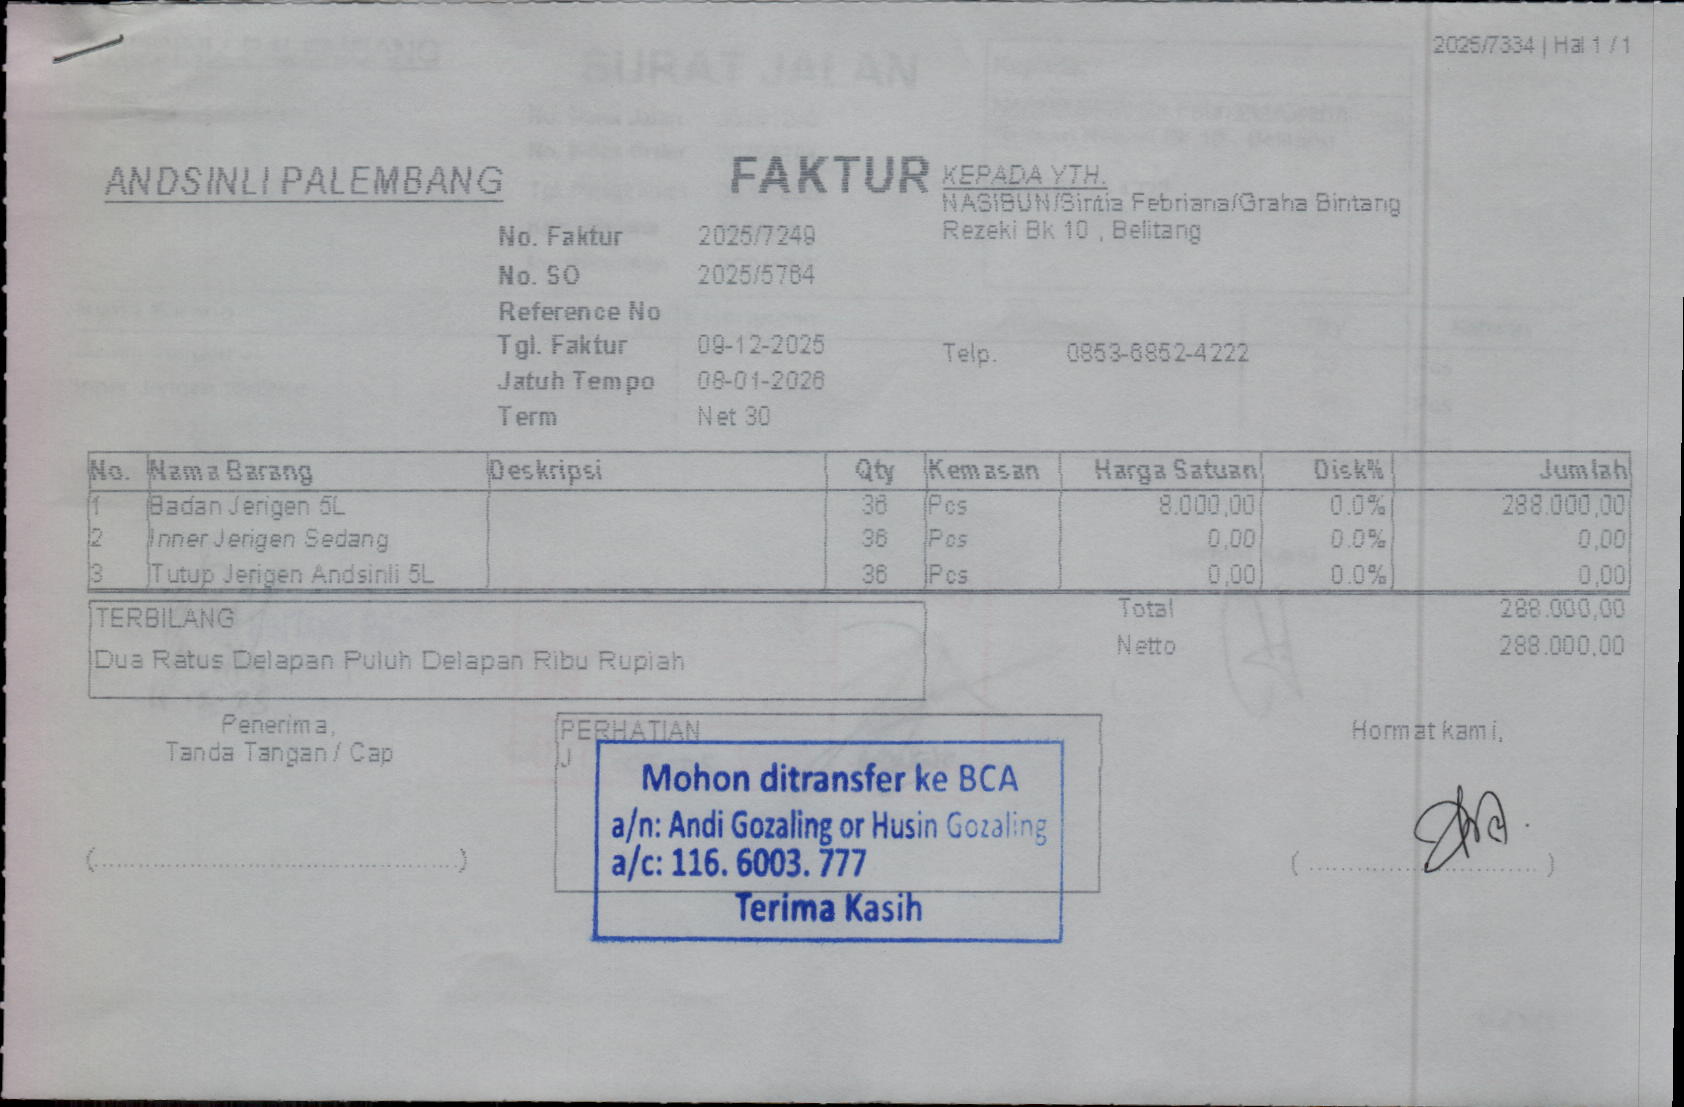 2025/7334 | Hal 1 / 1
ANDSINLI PALEMBANG
FAKTUR
KEPADA YTH.
NASIBUN/Sintia Febriana/Graha Bintang
Rezeki Bk 10 , Belitang
No. Faktur 2025/7249
No. SO 2025/5764
Reference No
Tgl. Faktur 09-12-2025
Telp. 0853-6852-4222
Jatuh Tempo 08-01-2026
Term Net 30
No. Nama Barang Deskripsi Qty Kemasan Harga Satuan Disk% Jumlah
1 Badan Jerigen 5L 36 Pcs 8.000,00 0.0% 288.000,00
2 Inner Jerigen Sedang 36 Pcs 0,00 0.0% 0,00
3 Tutup Jerigen Andsinli 5L 36 Pcs 0,00 0.0% 0,00
TERBILANG
Dua Ratus Delapan Puluh Delapan Ribu Rupiah
Total 288.000,00
Netto 288.000,00
Penerima,
Tanda Tangan / Cap
PERHATIAN
J
Mohon ditransfer ke BCA
a/n: Andi Gozaling or Husin Gozaling
a/c: 116. 6003. 777
Terima Kasih
Hormat kami,
(................................................)
(................................)
SURAT JALAN